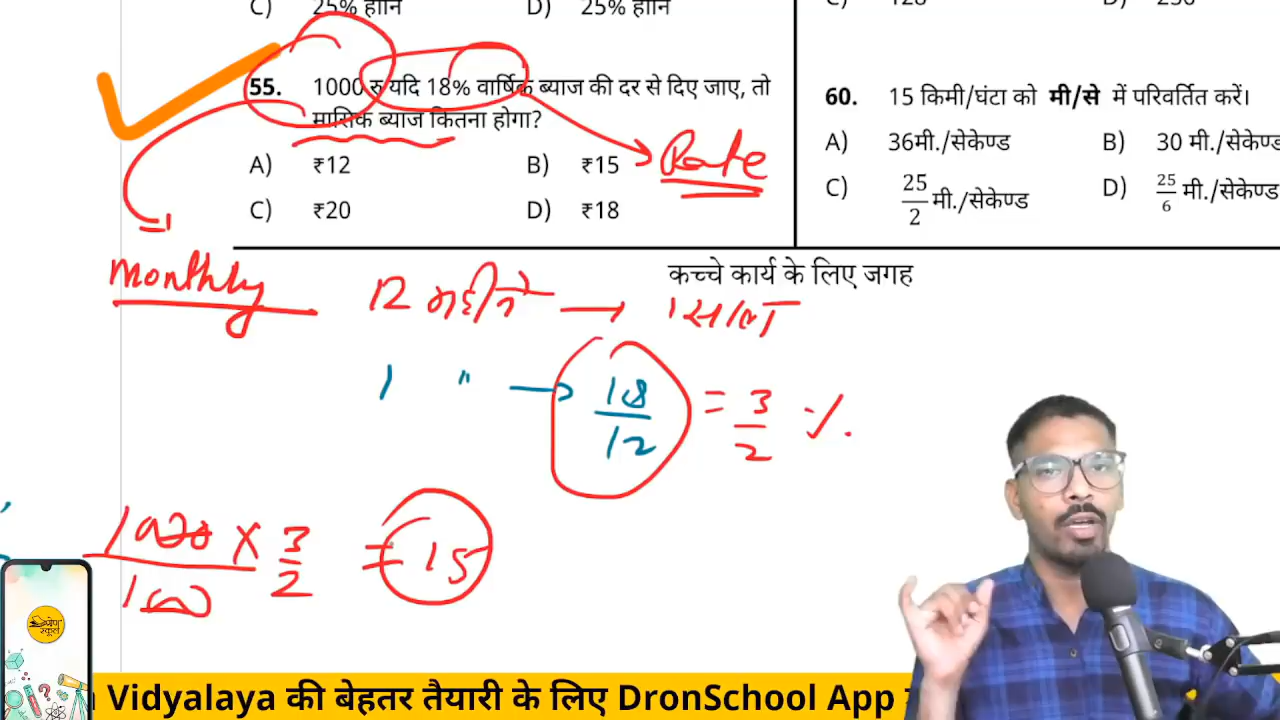 C) 25% हानि D) 25% हानि
55. 1000 रु यदि 18% वार्षिक ब्याज की दर से दिए जाए, तो
मासिक ब्याज कितना होगा?
A) ₹12 B) ₹15
C) ₹20 D) ₹18
Rate
C) 128 D) 256
60. 15 किमी/घंटा को मी/से में परिवर्तित करें।
A) 36मी./सेकेण्ड B) 30 मी./सेकेण्ड
C) 25/2 मी./सेकेण्ड D) 25/6 मी./सेकेण्ड
कच्चे कार्य के लिए जगह
Monthly
12 महीने →
1 " → 18/12 = 3/2 %.
1000/100 × 3/2 = 15
द्रोण स्कूल
Vidyalaya की बेहतर तैयारी के लिए DronSchool App